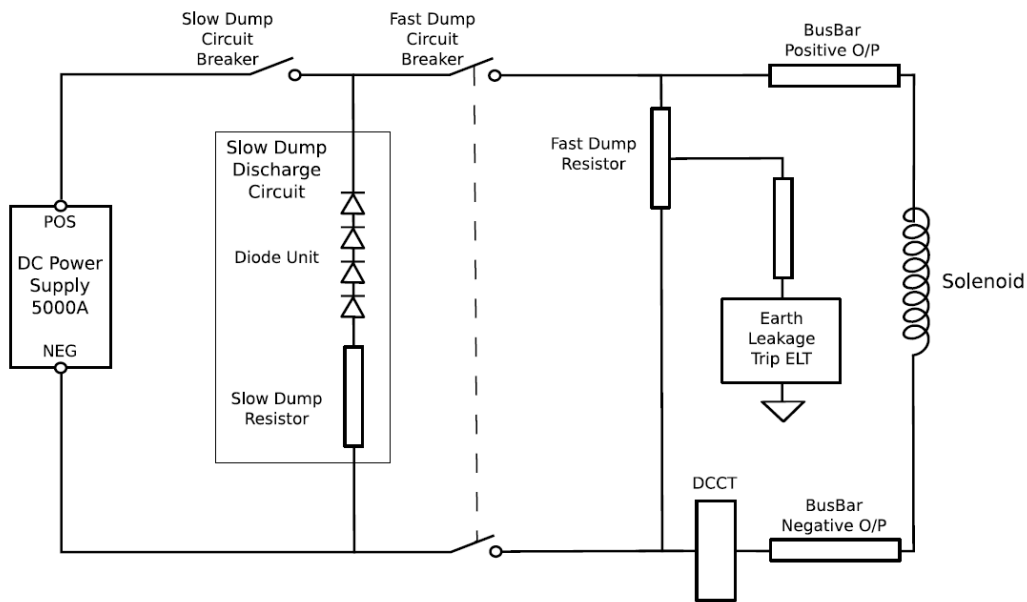 Slow Dump
Circuit
Breaker
Fast Dump
Circuit
Breaker
BusBar
Positive O/P
Slow Dump
Discharge
Circuit
Diode Unit
Slow Dump
Resistor
Fast Dump
Resistor
POS
DC Power
Supply
5000A
NEG
Earth
Leakage
Trip ELT
Solenoid
DCCT
BusBar
Negative O/P